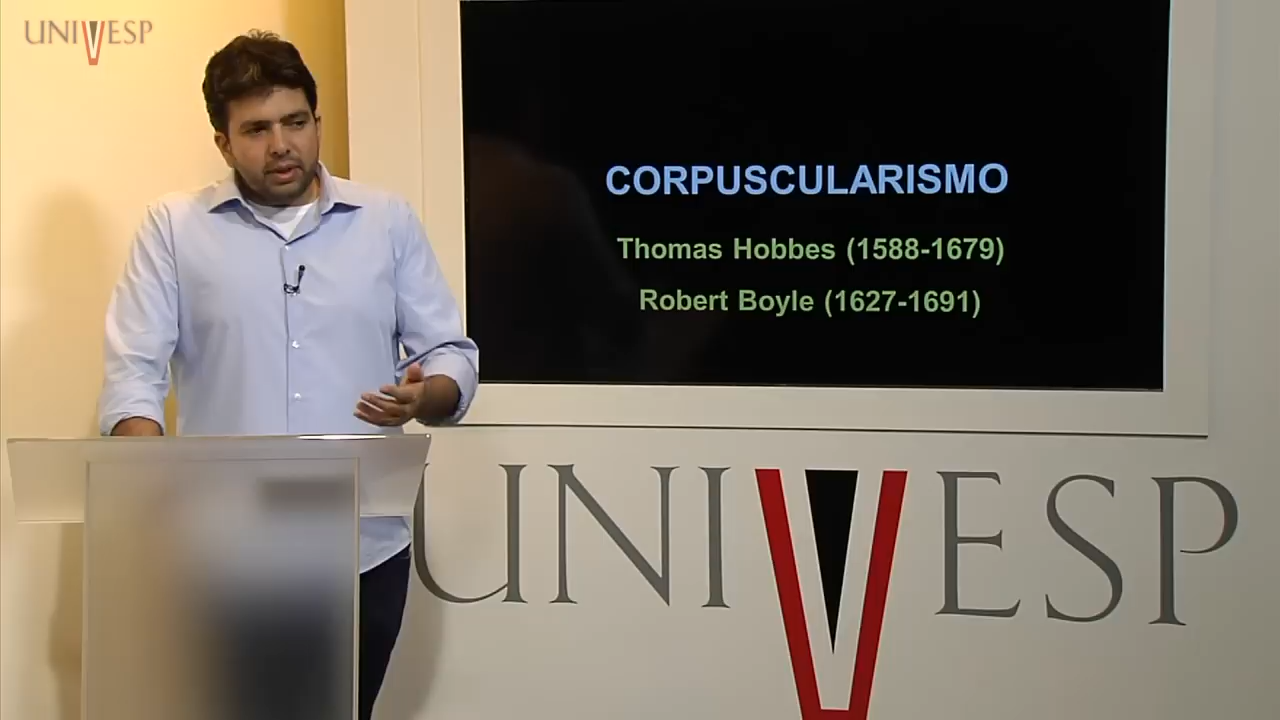 UNIVESP
CORPUSCULARISMO
Thomas Hobbes (1588-1679)
Robert Boyle (1627-1691)
UNIVESP